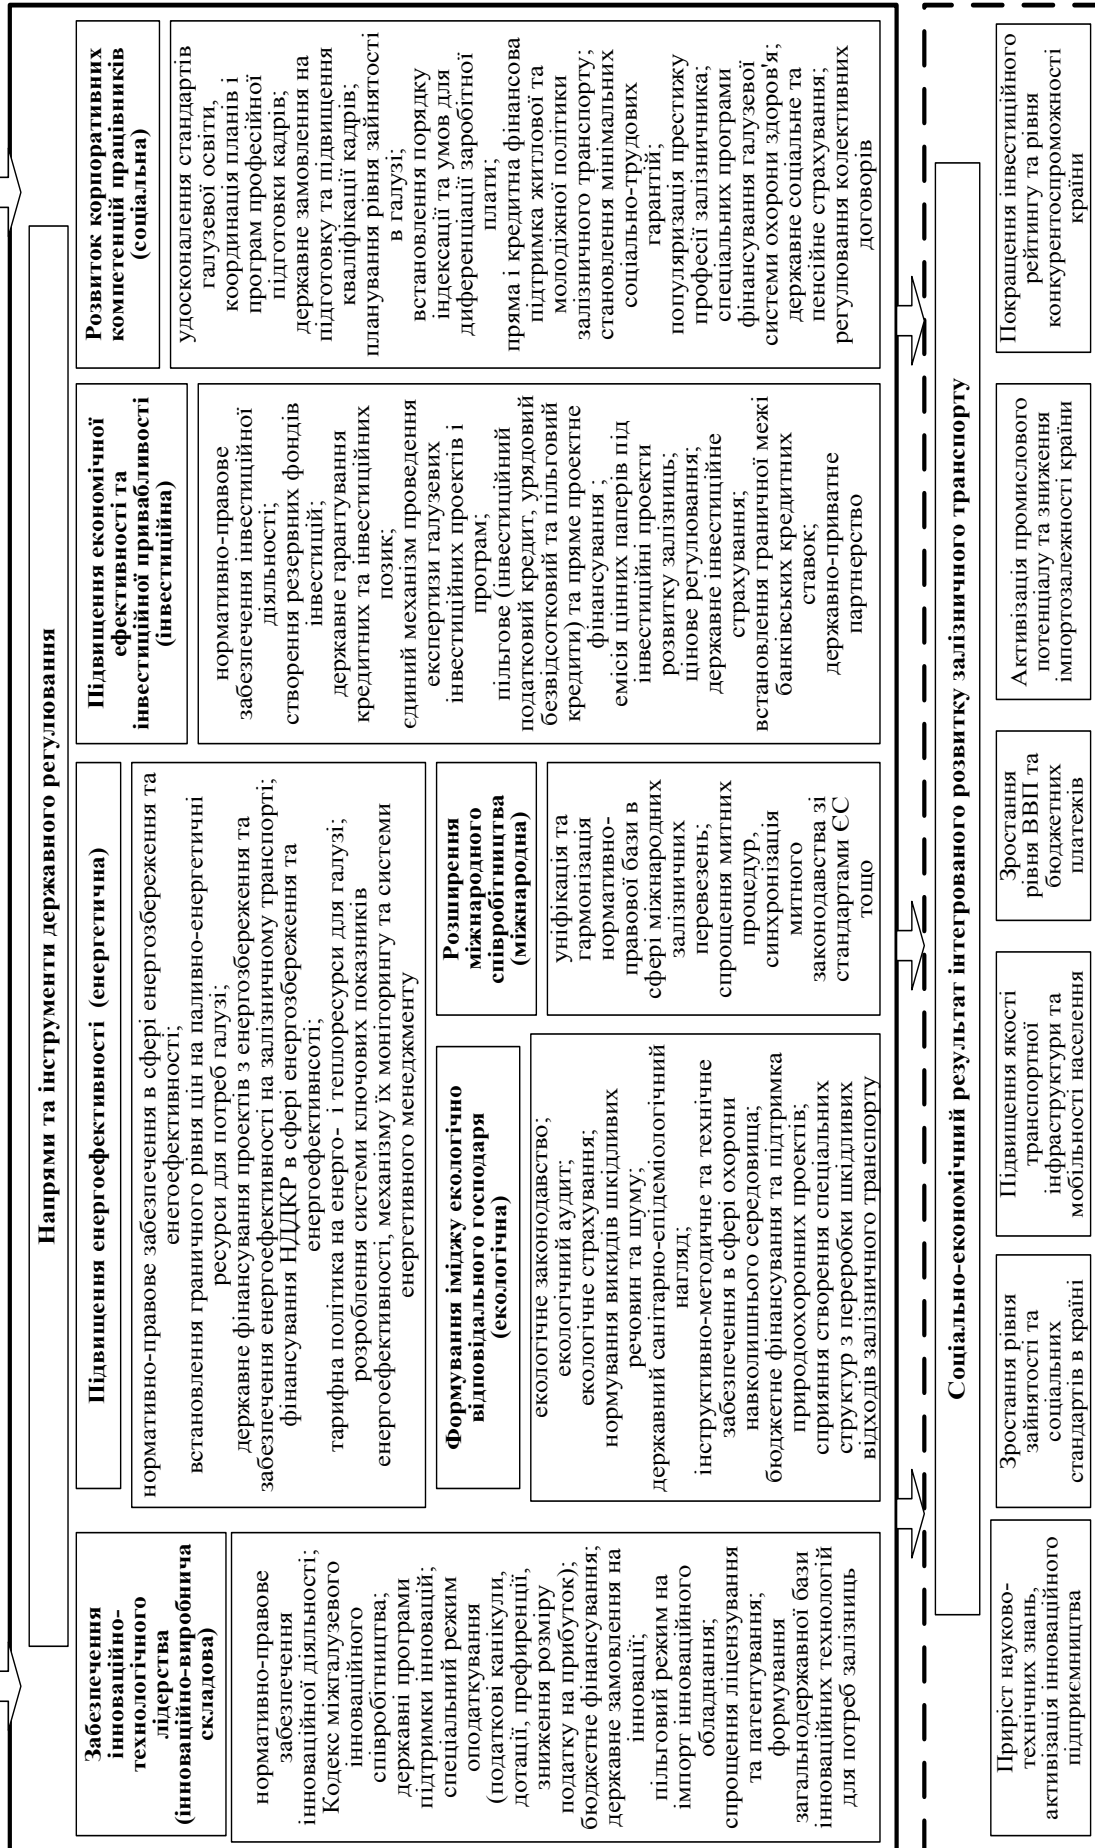 Напрями та інструменти державного регулювання
Забезпечення
інноваційно-
технологічного
лідерства
(інноваційно-виробнича
складова)
нормативно-правове
забезпечення
інноваційної діяльності;
Кодекс міжгалузевого
інноваційного
співробітництва;
державні програми
підтримки інновацій;
спеціальний режим
оподаткування
(податкові канікули,
дотації, префиренції,
зниження розміру
податку на прибуток);
бюджетне фінансування;
державне замовлення на
інновації;
пільговий режим на
імпорт інноваційного
обладнання;
спрощення ліцензування
та патентування;
формування
загальнодержавної бази
інноваційних технологій
для потреб залізниць
Підвищення енергоефективності (енергетична)
нормативно-правове забезпечення в сфері енергозбереження та
енегоефективності;
встановлення граничного рівня цін на паливно-енергетичні
ресурси для потреб галузі;
державне фінансування проектів з енергозбереження та
забезпечення енергоефективності на залізничному транспорті;
фінансування НДДКР в сфері енергозбереження та
енергоефективності;
тарифна політика на енерго- і теплоресурси для галузі;
розроблення системи ключових показників
енергоефективності, механізму їх моніторингу та системи
енергетивного менеджменту
Формування іміджу екологічно
відповідального господаря
(екологічна)
екологічне законодавство;
екологічний аудит;
екологічне страхування;
нормування викидів шкідливих
речовин та шуму;
державний санітарно-епідеміологічний
нагляд;
інструктивно-методичне та технічне
забезпечення в сфері охорони
навколишнього середовища,
бюджетне фінансування та підтримка
природоохоронних проектів;
сприяння створення спеціальних
структур з переробки шкідливих
відходів залізничного транспорту
Розширення
міжнародного
співробітництва
(міжнародна)
уніфікація та
гармонізація
нормативно-
правової бази в
сфері міжнародних
залізничних
перевезень;
спрощення митних
процедур,
синхронізація
митного
законодавства зі
стандартами ЄС
тощо
Підвищення економічної
ефективності та
інвестиційної привабливості
(інвестиційна)
нормативно-правове
забезпечення інвестиційної
діяльності;
створення резервних фондів
інвестицій;
державне гарантування
кредитних та інвестиційних
позик;
єдиний механізм проведення
експертизи галузевих
інвестиційних проектів і
програм;
пільгове (інвестиційний
податковий кредит, урядовий
безвідсотковий та пільговий
кредити) та пряме проектне
фінансування ;
емісія цінних паперів під
інвестиційні проекти
розвитку залізниць;
цінове регулювання;
державне інвестиційне
страхування;
встановлення граничної межі
банківських кредитних
ставок;
державно-приватне
партнерство
Розвиток корпоративних
компетенцій працівників
(соціальна)
удосконалення стандартів
галузевої освіти,
координація планів і
програм професійної
підготовки кадрів;
державне замовлення на
підготовку та підвищення
кваліфікації кадрів;
планування рівня зайнятості
в галузі;
встановлення порядку
індексації та умов для
диференціації заробітної
плати;
пряма і кредитна фінансова
підтримка житлової та
молодіжної політики
залізничного транспорту;
становлення мінімальних
соціально-трудових
гарантій;
популяризація престижу
професії залізничника;
спеціальних програми
фінансування галузевої
системи охорони здоров'я;
державне соціальне та
пенсійне страхування;
регулювання колективних
договорів
Соціально-економічний результат інтегрованого розвитку залізничного транспорту
Приріст науково-
технічних знань,
активізація інноваційного
підприємництва
Зростання рівня
зайнятості та
соціальних
стандартів в країні
Підвищення якості
транспортної
інфраструктури та
мобільності населення
Зростання
рівня ВВП та
бюджетних
платежів
Активізація промислового
потенціалу та зниження
імпортозалежності країни
Покращення інвестиційного
рейтингу та рівня
конкурентоспроможності
країни